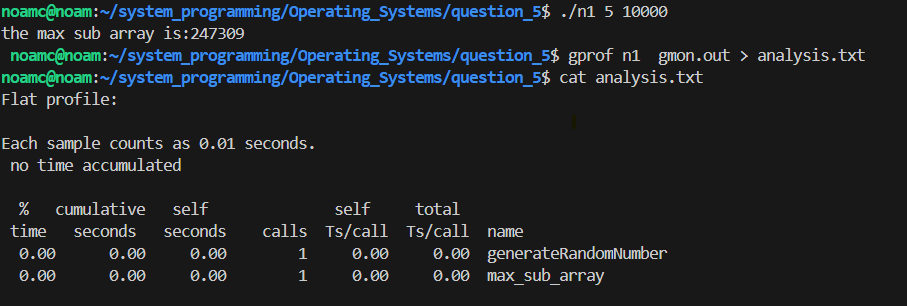 noamc@noam:~/system_programming/Operating_Systems/question_5$ ./n1 5 10000
the max sub array is:247309
noamc@noam:~/system_programming/Operating_Systems/question_5$ gprof n1  gmon.out > analysis.txt
noamc@noam:~/system_programming/Operating_Systems/question_5$ cat analysis.txt
Flat profile:

Each sample counts as 0.01 seconds.
 no time accumulated

  %   cumulative   self              self     total
 time   seconds   seconds    calls  Ts/call  Ts/call  name
  0.00      0.00     0.00        1     0.00     0.00  generateRandomNumber
  0.00      0.00     0.00        1     0.00     0.00  max_sub_array